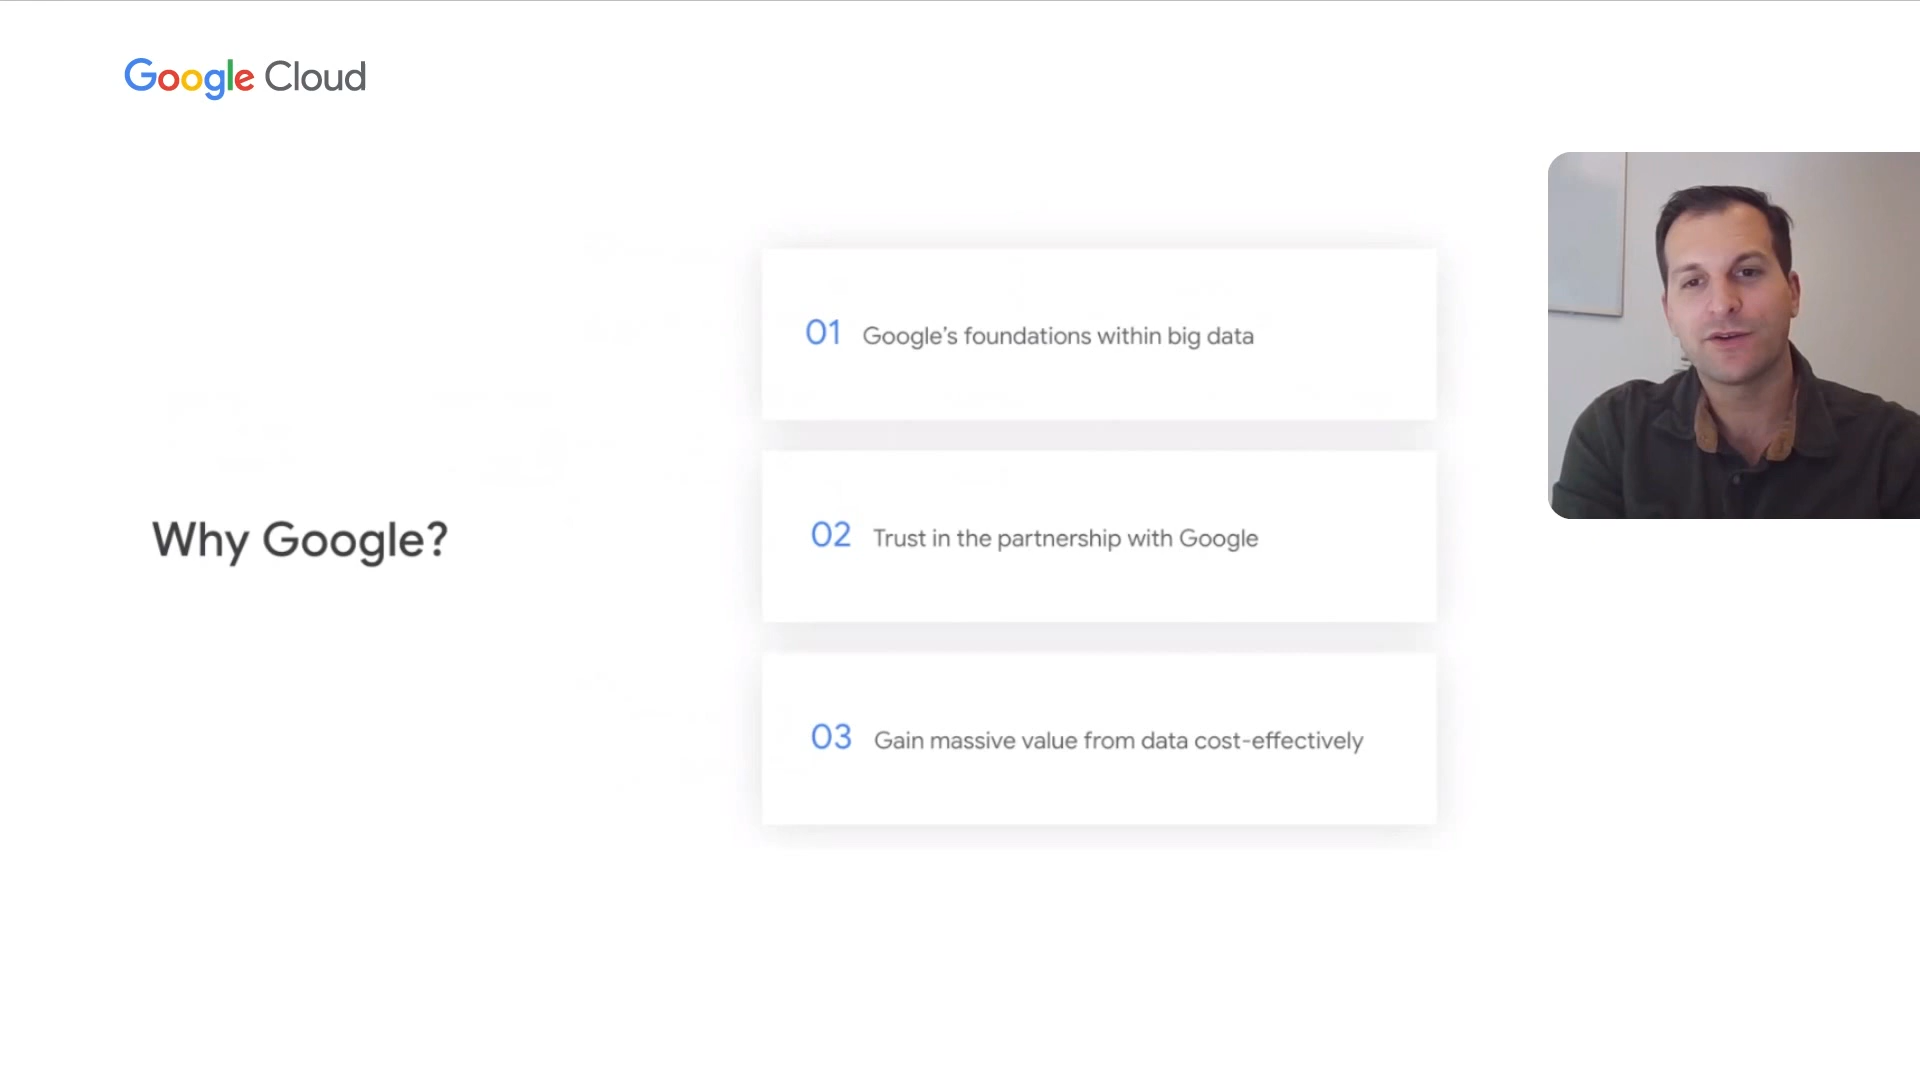 Google Cloud
Why Google?
01 Google’s foundations within big data
02 Trust in the partnership with Google
03 Gain massive value from data cost-effectively